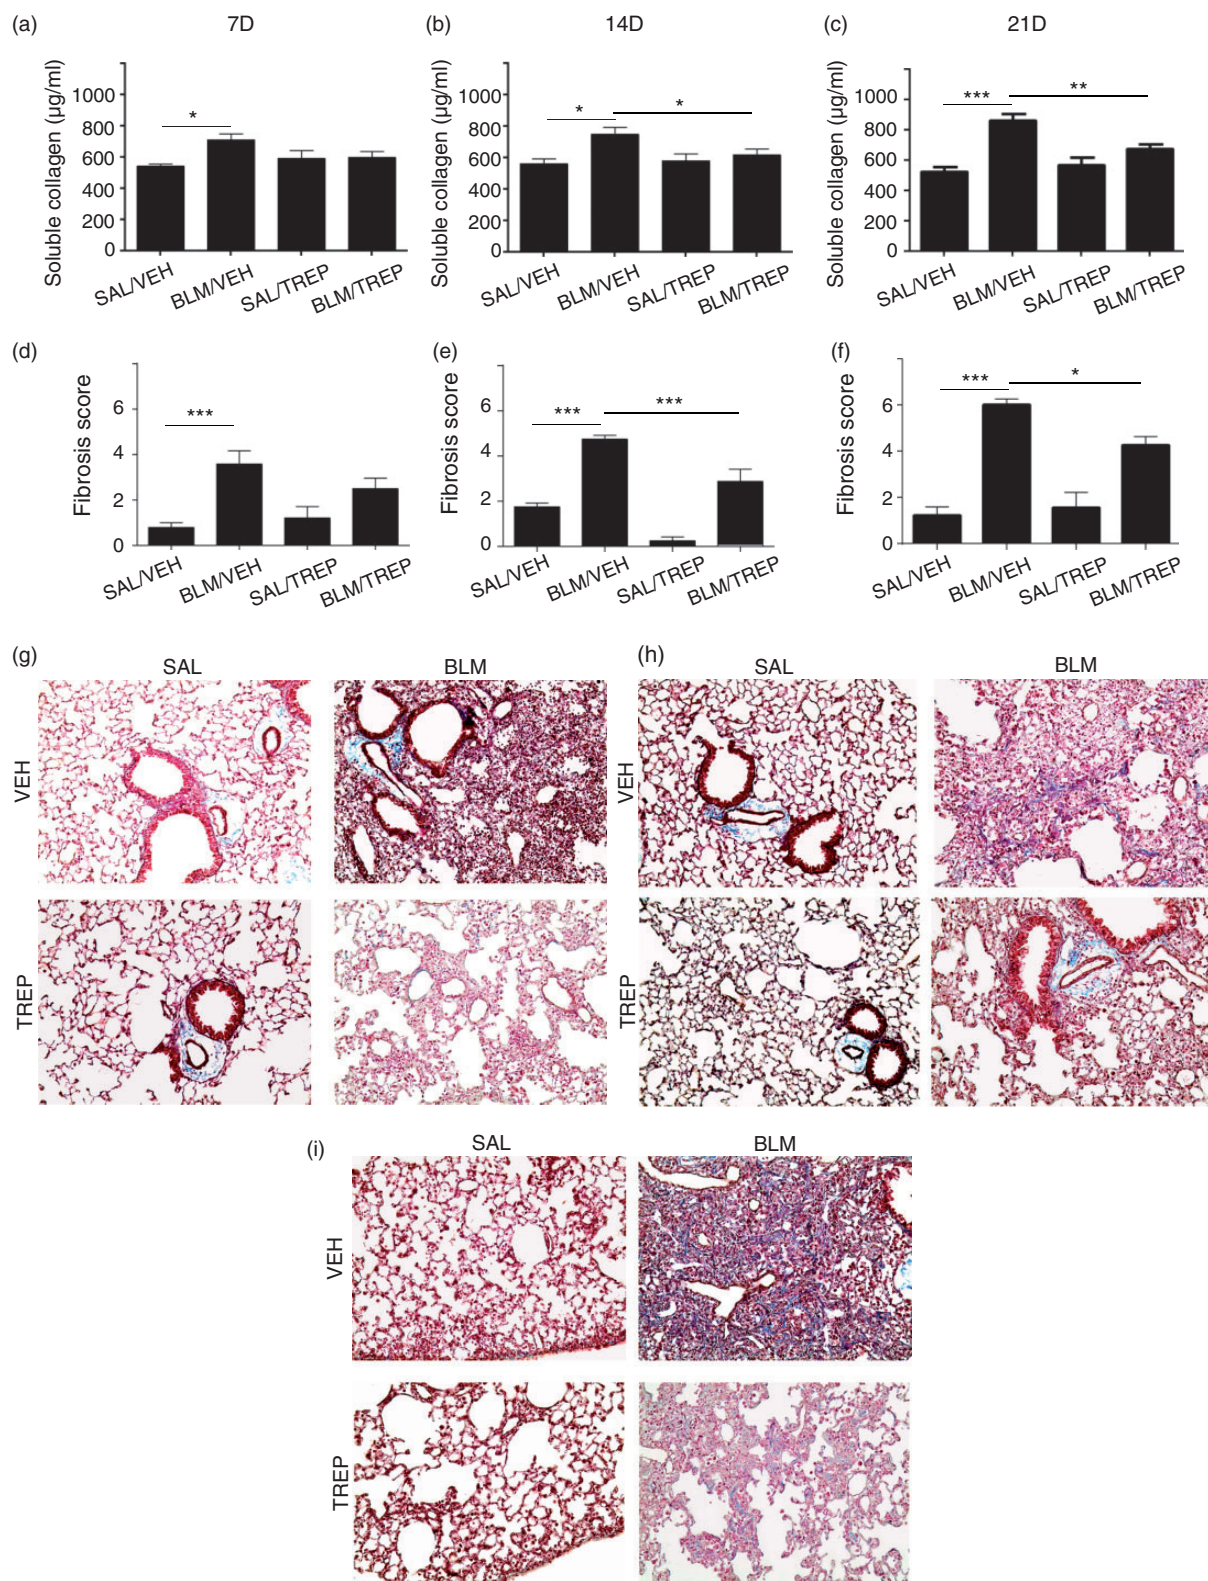 (a) 7D (b) 14D (c) 21D
Soluble collagen (µg/ml)
1000
800
600
400
200
0
*
SAL/VEH
BLM/VEH
SAL/TREP
BLM/TREP
Soluble collagen (µg/ml)
1000
800
600
400
200
0
*
*
SAL/VEH
BLM/VEH
SAL/TREP
BLM/TREP
Soluble collagen (µg/ml)
1000
800
600
400
200
0
***
**
SAL/VEH
BLM/VEH
SAL/TREP
BLM/TREP
(d)
Fibrosis score
6
4
2
0
***
SAL/VEH
BLM/VEH
SAL/TREP
BLM/TREP
(e)
Fibrosis score
6
4
2
0
***
***
SAL/VEH
BLM/VEH
SAL/TREP
BLM/TREP
(f)
Fibrosis score
6
4
2
0
***
*
SAL/VEH
BLM/VEH
SAL/TREP
BLM/TREP
(g)
SAL BLM
VEH
TREP
(h)
SAL BLM
VEH
TREP
(i)
SAL BLM
VEH
TREP